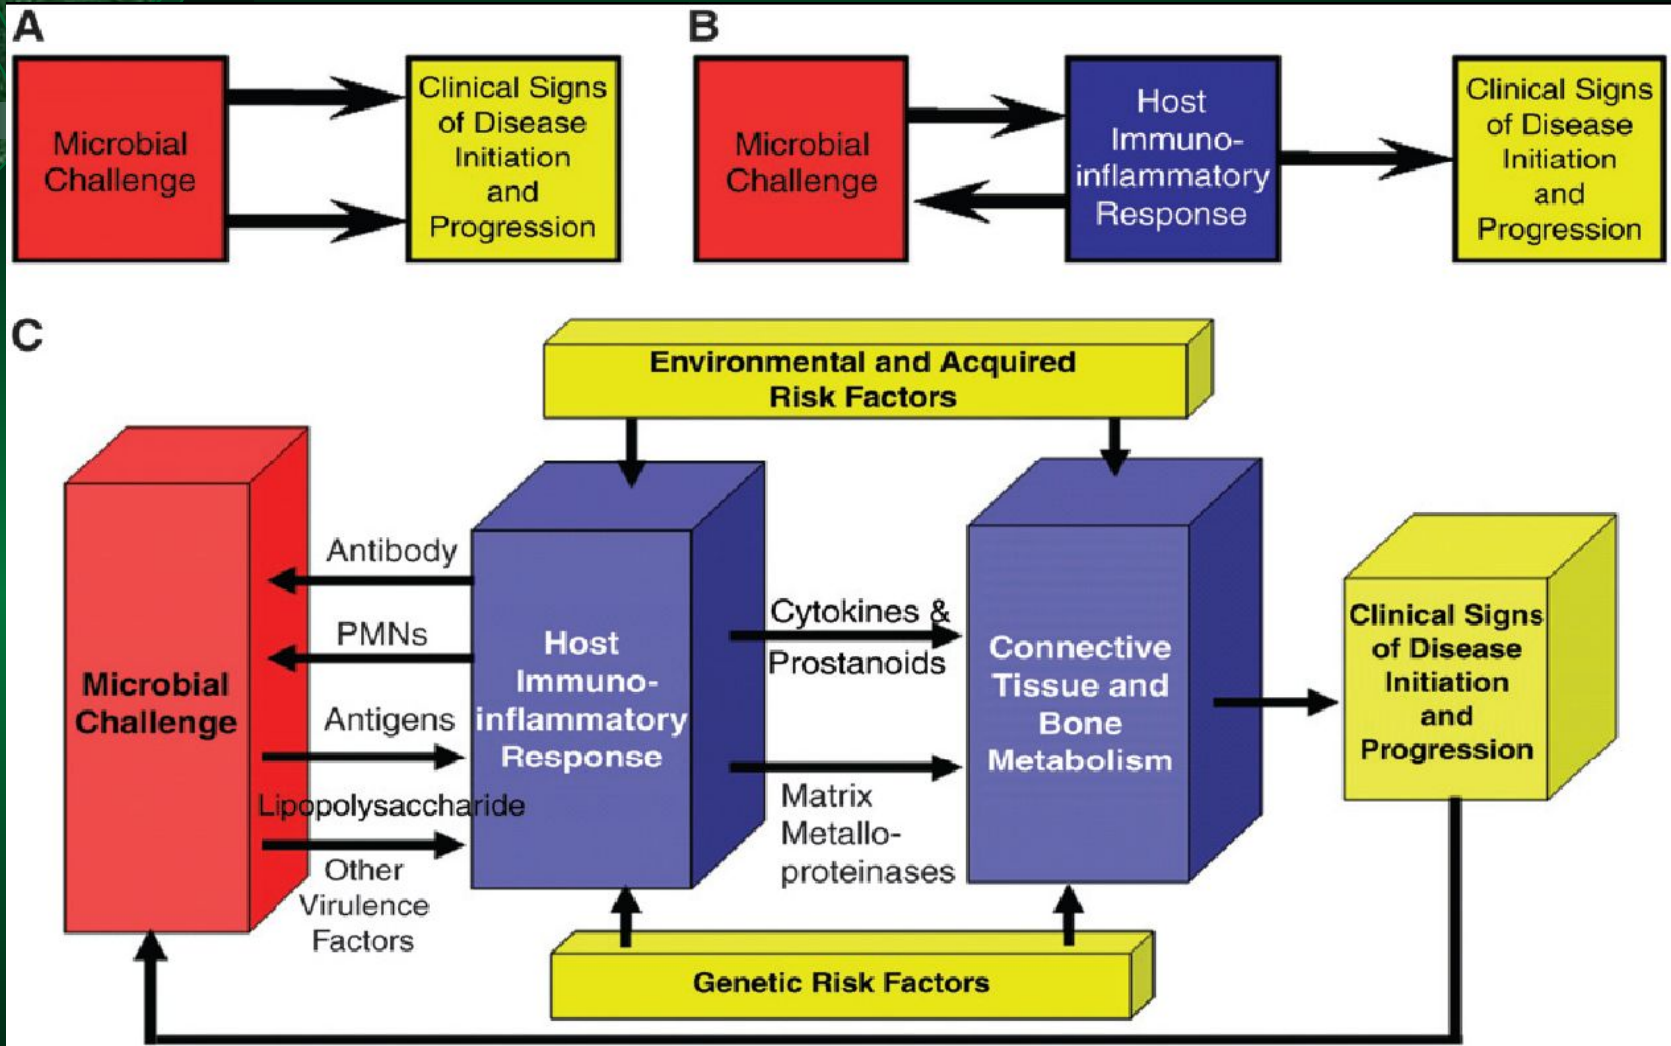 A
Microbial
Challenge
Clinical Signs
of Disease
Initiation
and
Progression
B
Microbial
Challenge
Host
Immuno-
inflammatory
Response
Clinical Signs
of Disease
Initiation
and
Progression
C
Environmental and Acquired
Risk Factors
Microbial
Challenge
Antibody
PMNs
Antigens
Lipopolysaccharide
Other
Virulence
Factors
Host
Immuno-
inflammatory
Response
Cytokines &
Prostanoids
Matrix
Metallo-
proteinases
Connective
Tissue and
Bone
Metabolism
Clinical Signs
of Disease
Initiation
and
Progression
Genetic Risk Factors